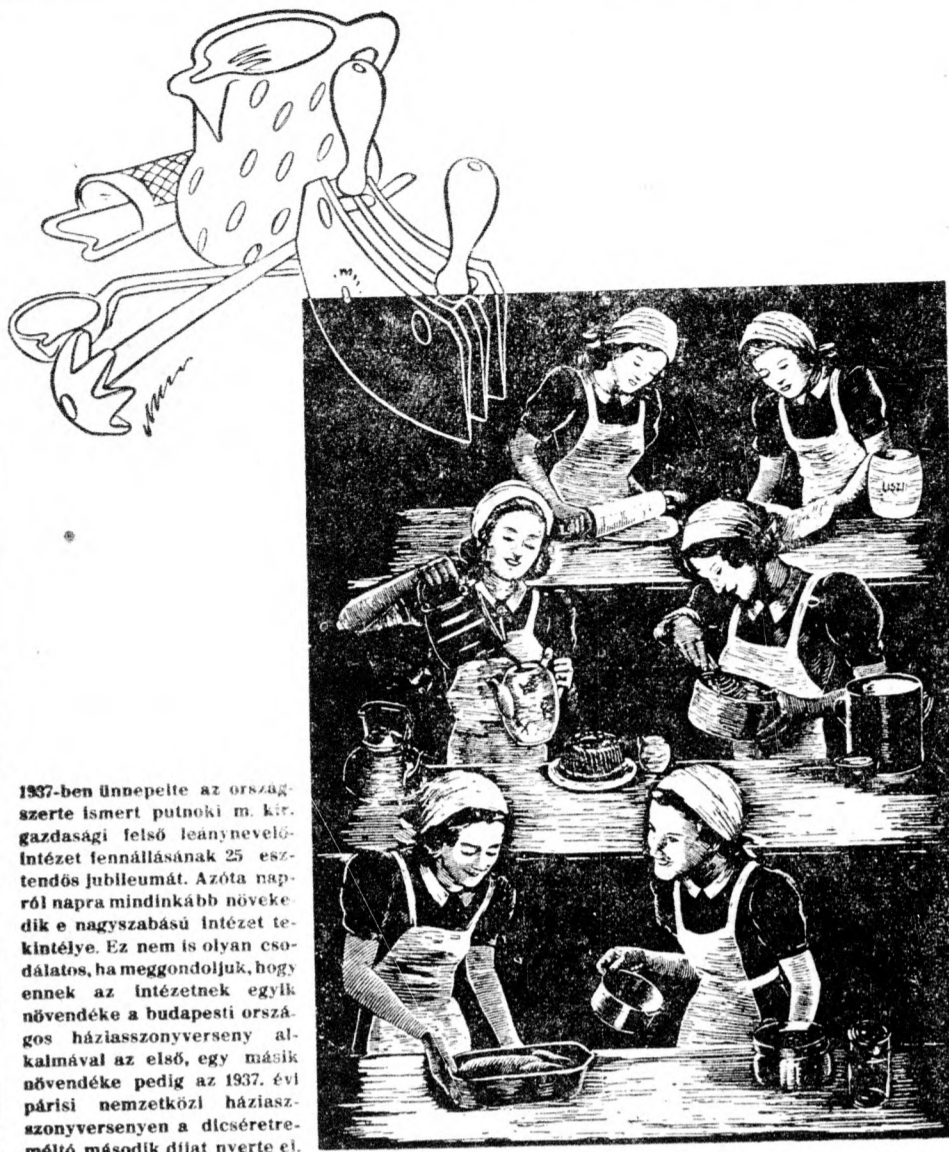 LISZT
1937-ben ünnepelte az ország-
szerte ismert putnoki m. kir.
gazdasági felső leánynevelő-
intézet fennállásának 25 esz-
tendős jubileumát. Azóta nap-
ról napra mindinkább növeke
dik e nagyszabású intézet te-
kintélye. Ez nem is olyan cso-
dálatos, ha meggondoljuk, hogy
ennek az intézetnek egyik
növendéke a budapesti orszá-
gos háziasszonyverseny al-
kalmával az első, egy másik
növendéke pedig az 1937. évi
párisi nemzetközi háziasz-
szonyversenyen a dicséretre-
méltó második díjat nyerte el.